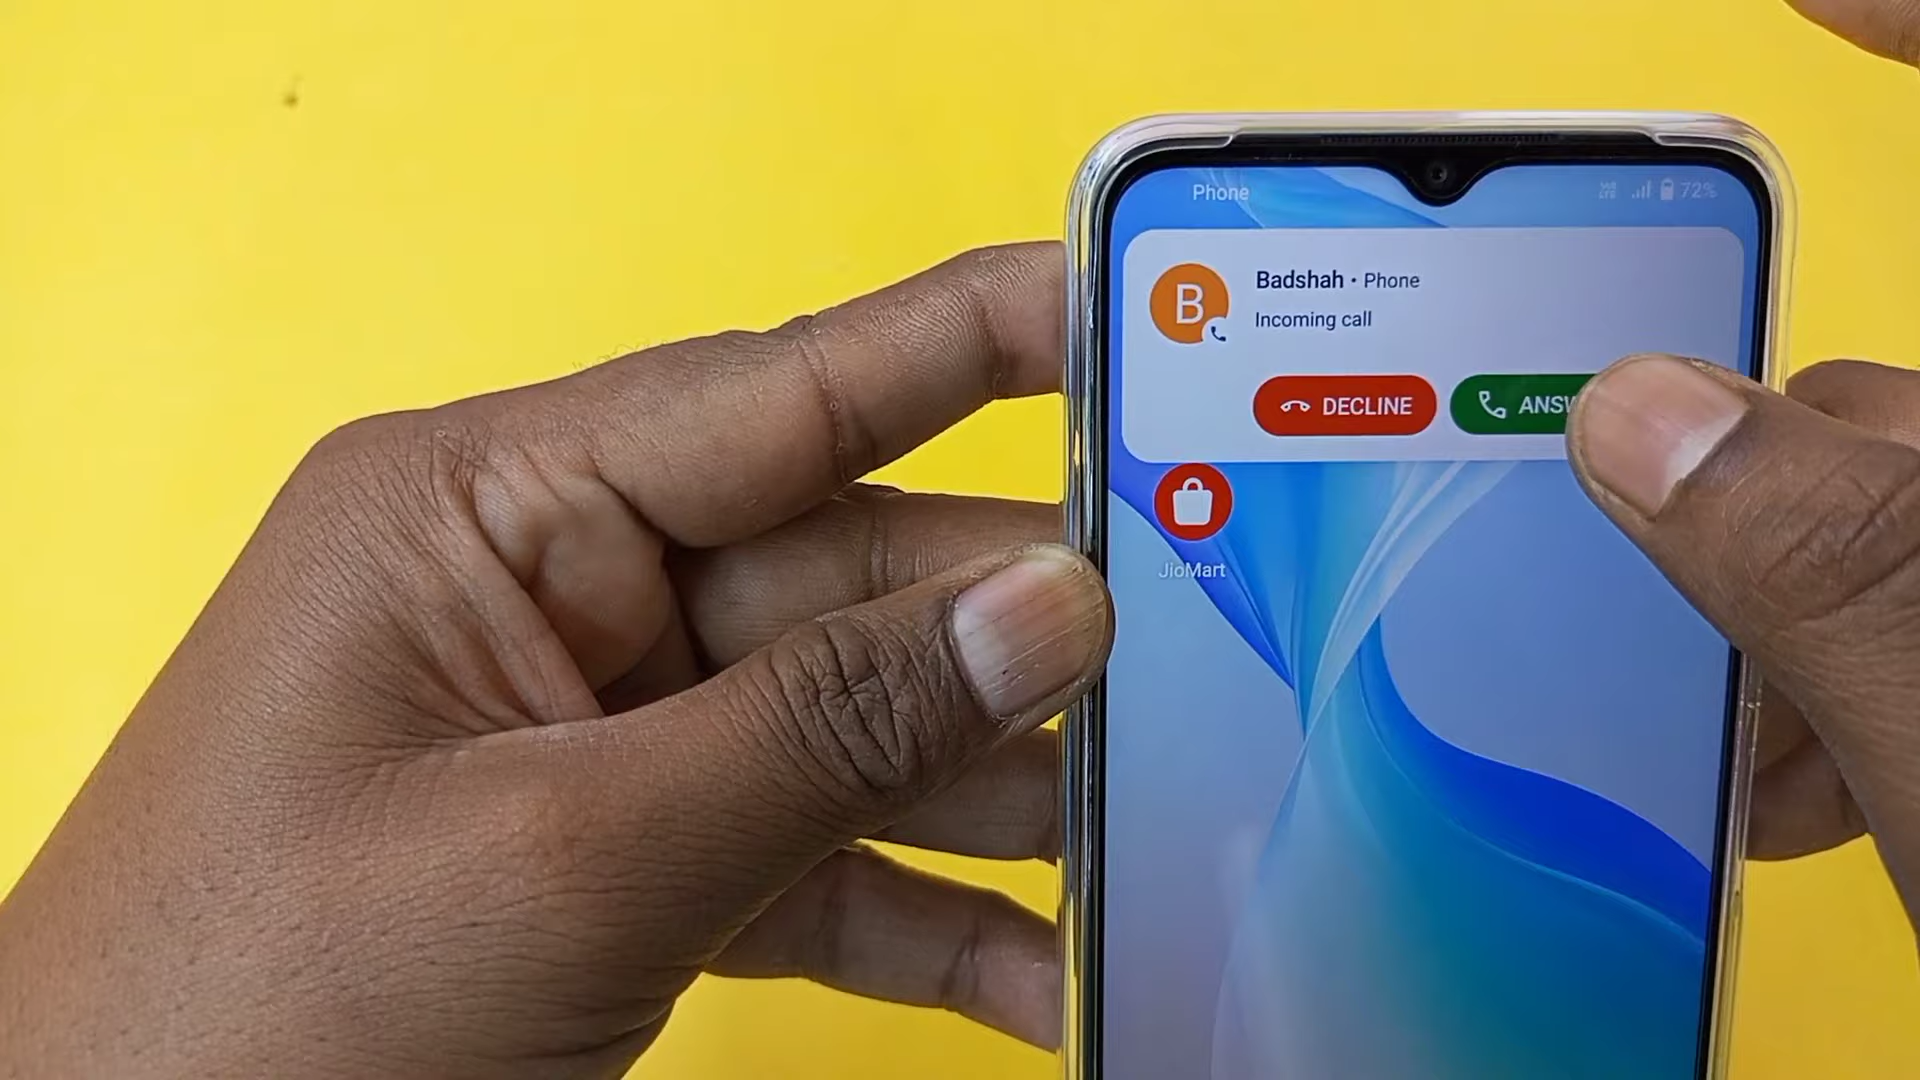 Phone
72%
B
Badshah • Phone
Incoming call
DECLINE
JioMart